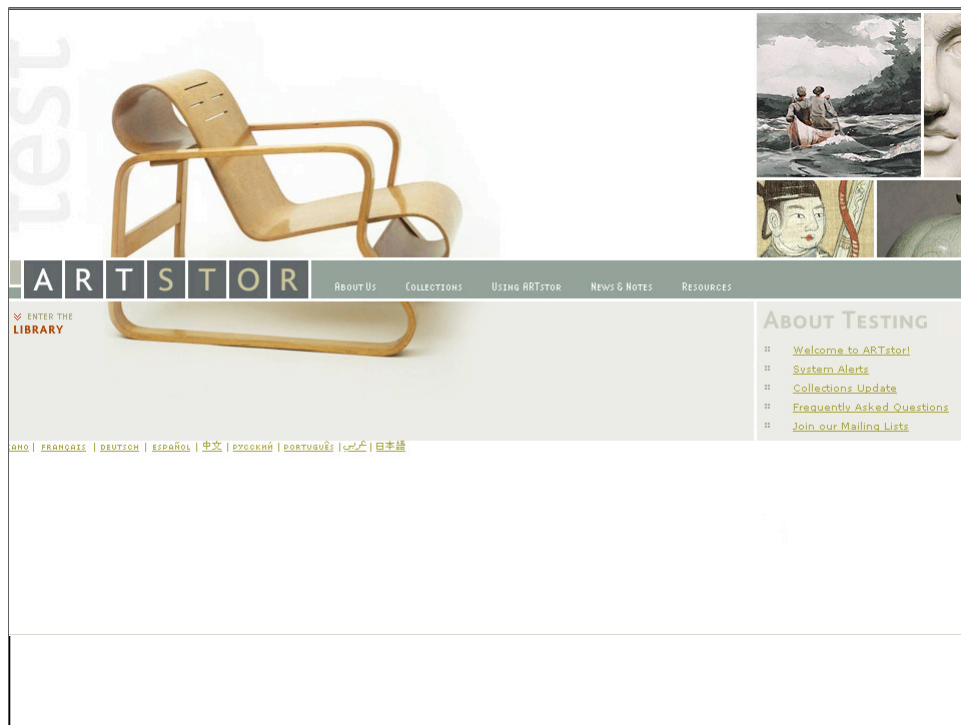 test
ARTSTOR
About Us Collections Using ARTstor News & Notes Resources
ENTER THE
LIBRARY
About Testing
Welcome to ARTstor!
System Alerts
Collections Update
Frequently Asked Questions
Join our Mailing Lists
| FRANÇAIS | DEUTSCH | ESPAÑOL | 中文 | РУССКИЙ | PORTUGUÊS | عربي | 日本語